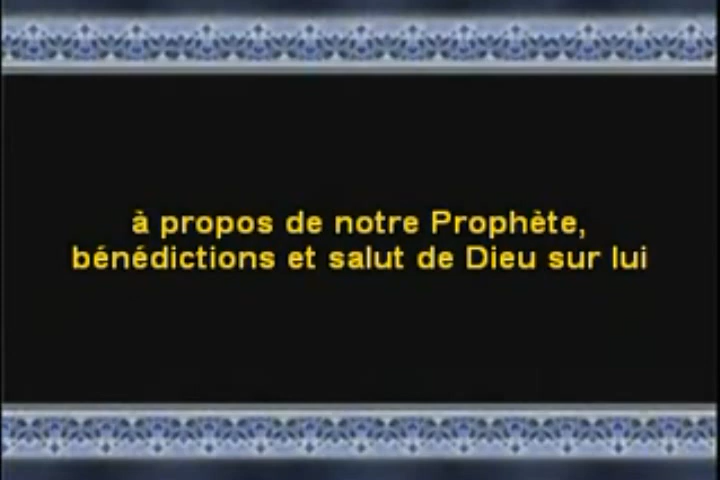 à propos de notre Prophète,
bénédictions et salut de Dieu sur lui